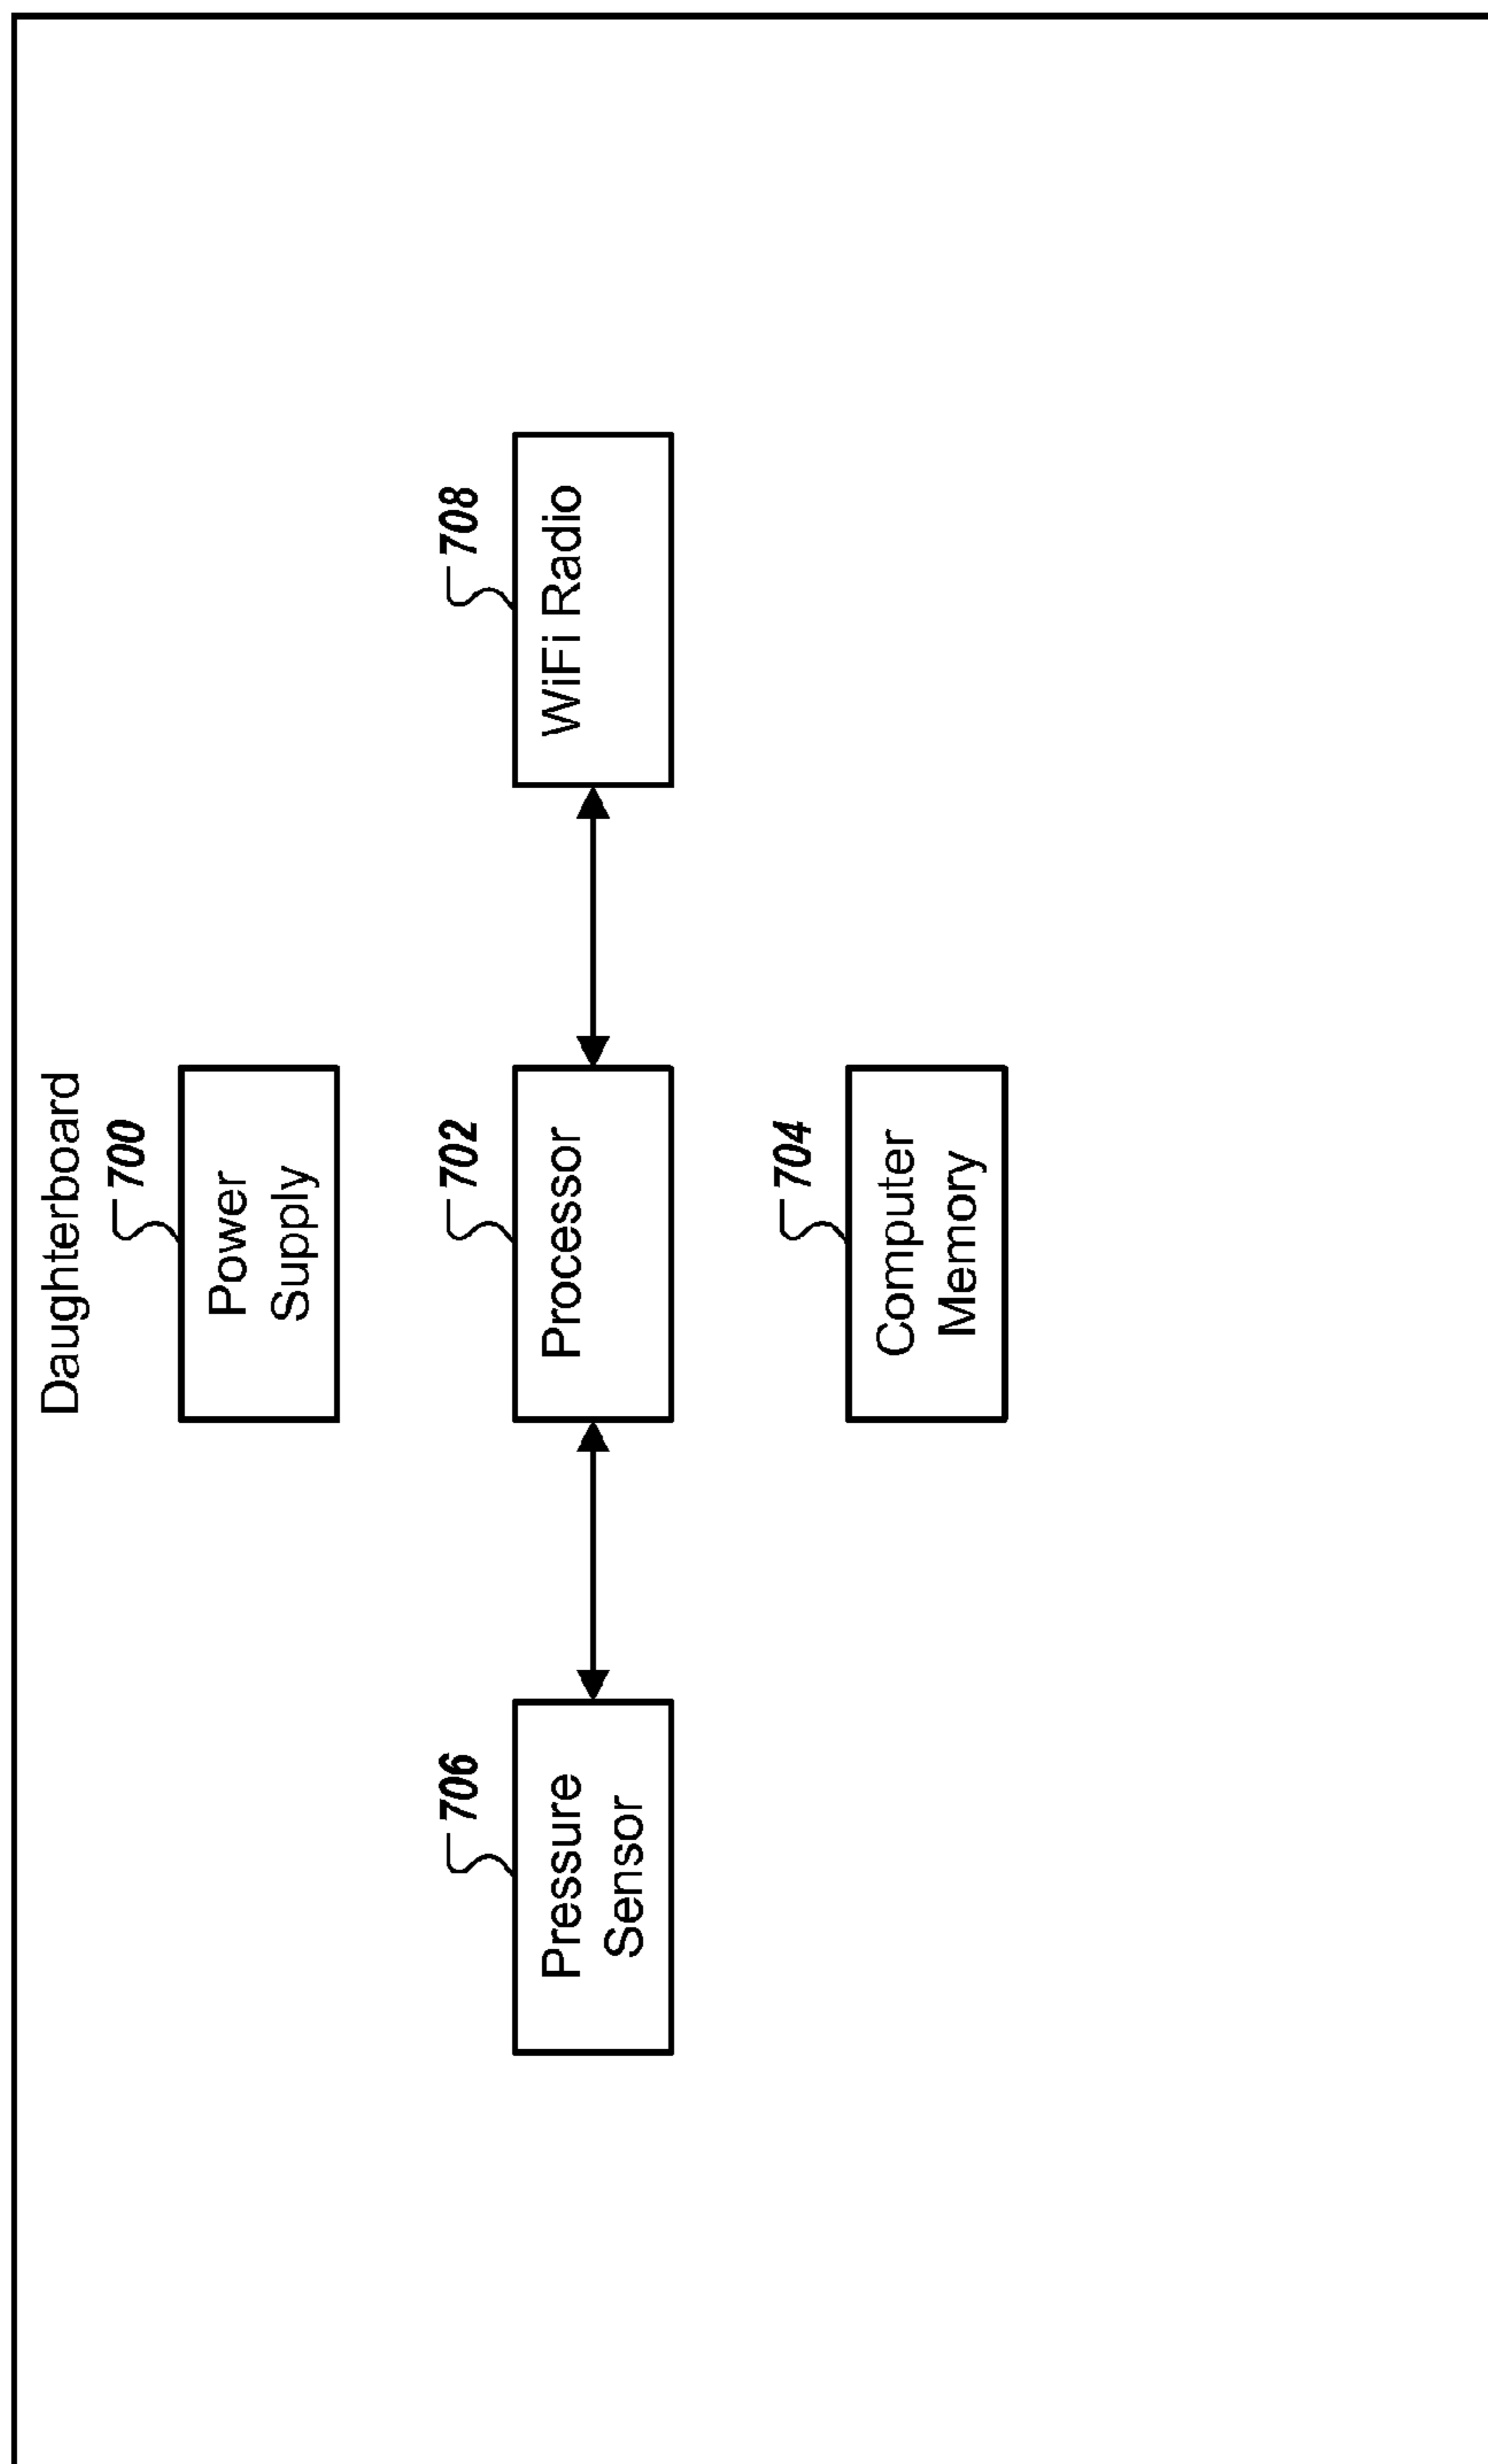 Daughterboard
700
Power
Supply
706
Pressure
Sensor
702
Processor
708
WiFi Radio
704
Computer
Memory